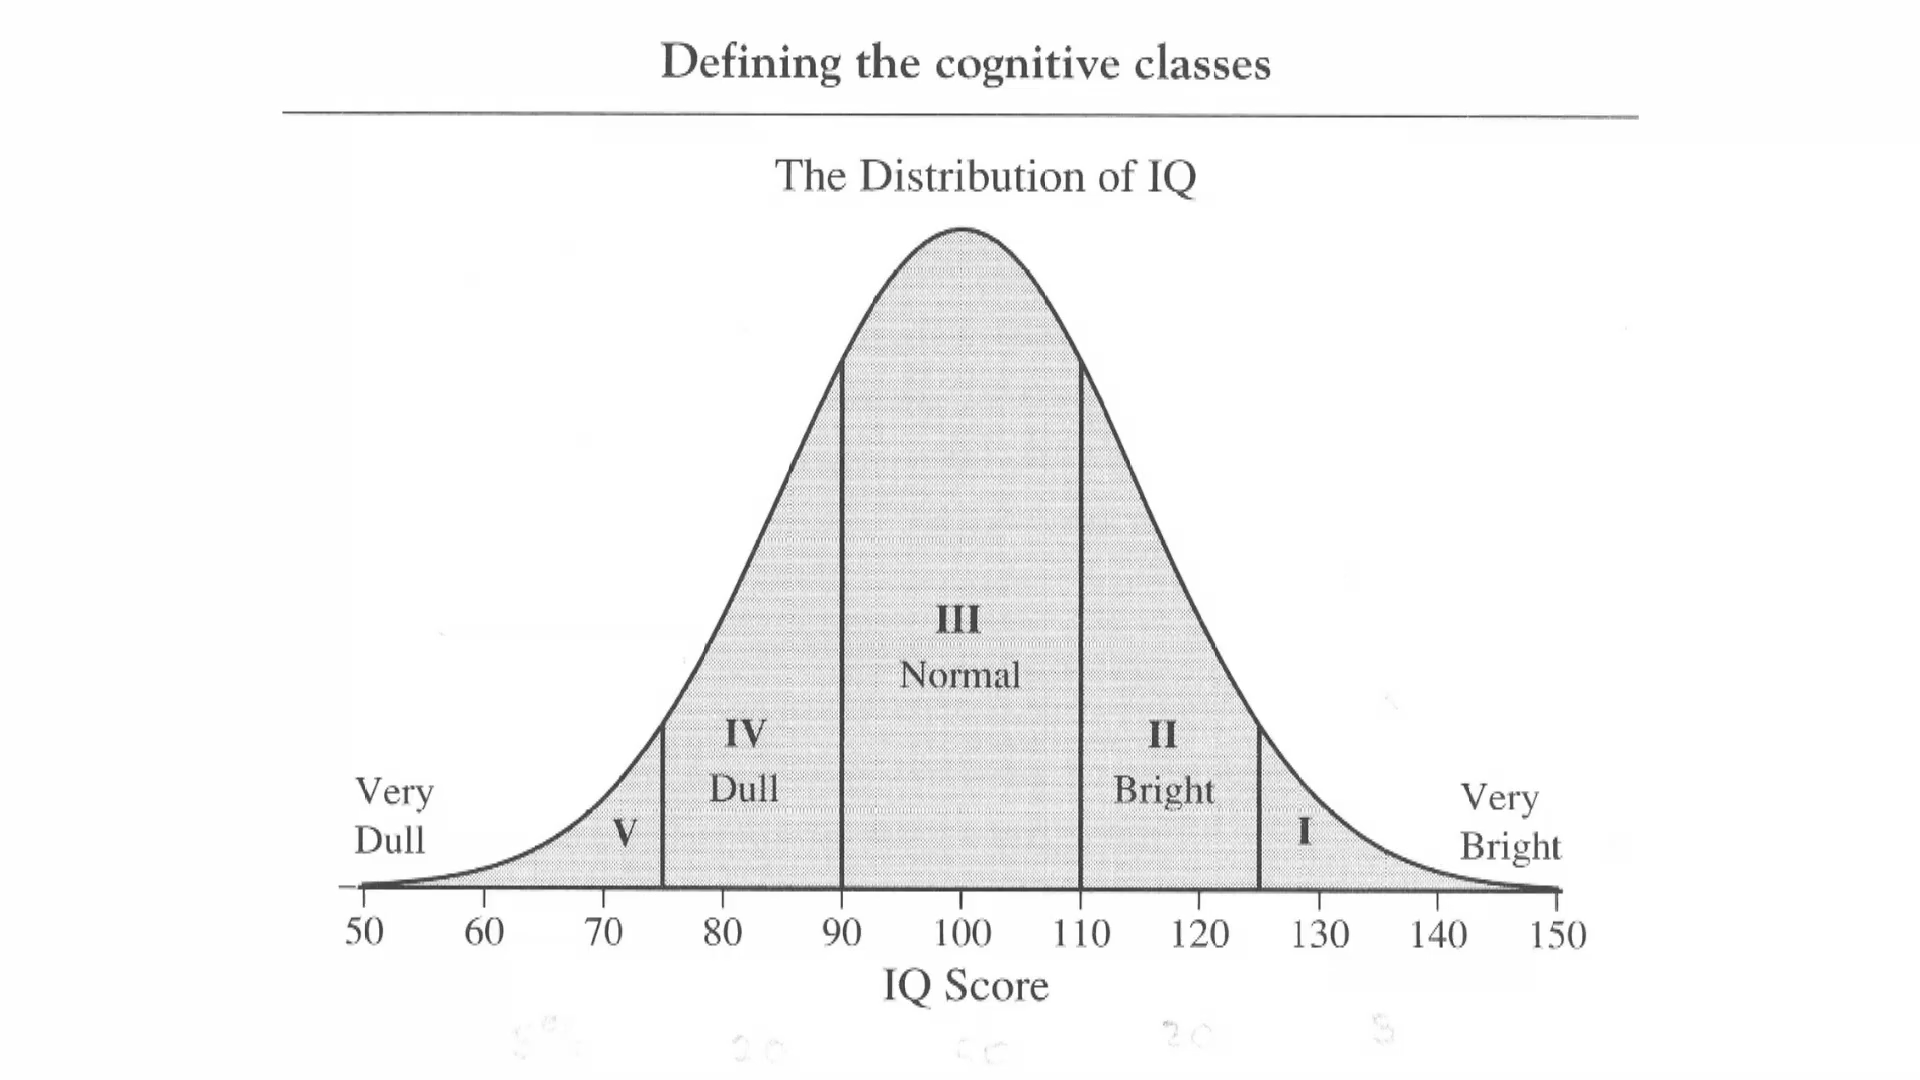 Defining the cognitive classes
The Distribution of IQ
III
Normal
IV
Dull
II
Bright
Very
Dull
V
I
Very
Bright
50 60 70 80 90 100 110 120 130 140 150
IQ Score
20